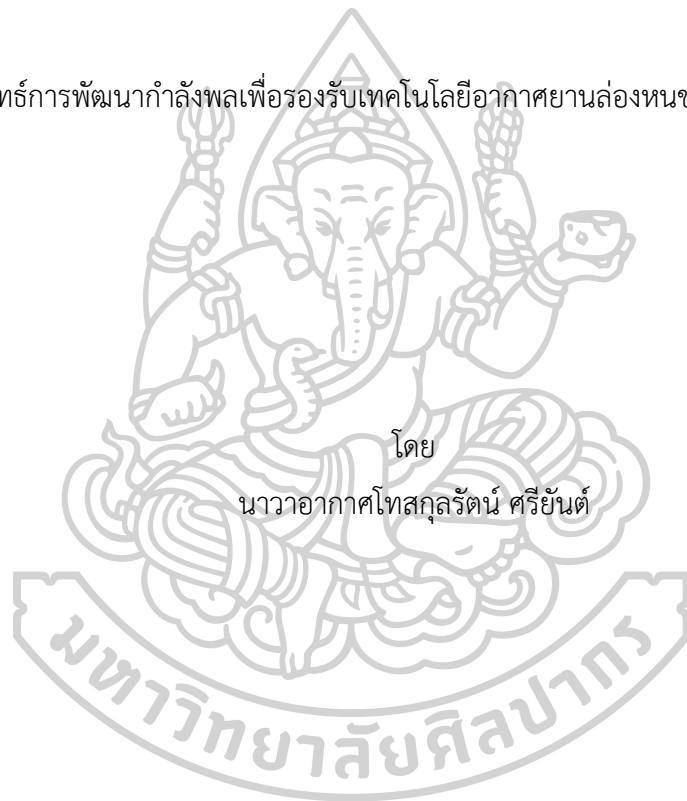 การพัฒนากำลังพลเพื่อรองรับเทคโนโลยีอากาศยานล่องหน
โดย
นาวาอากาศโทสกุลรัตน์ ศรียันต์
มหาวิทยาลัยศิลปากร